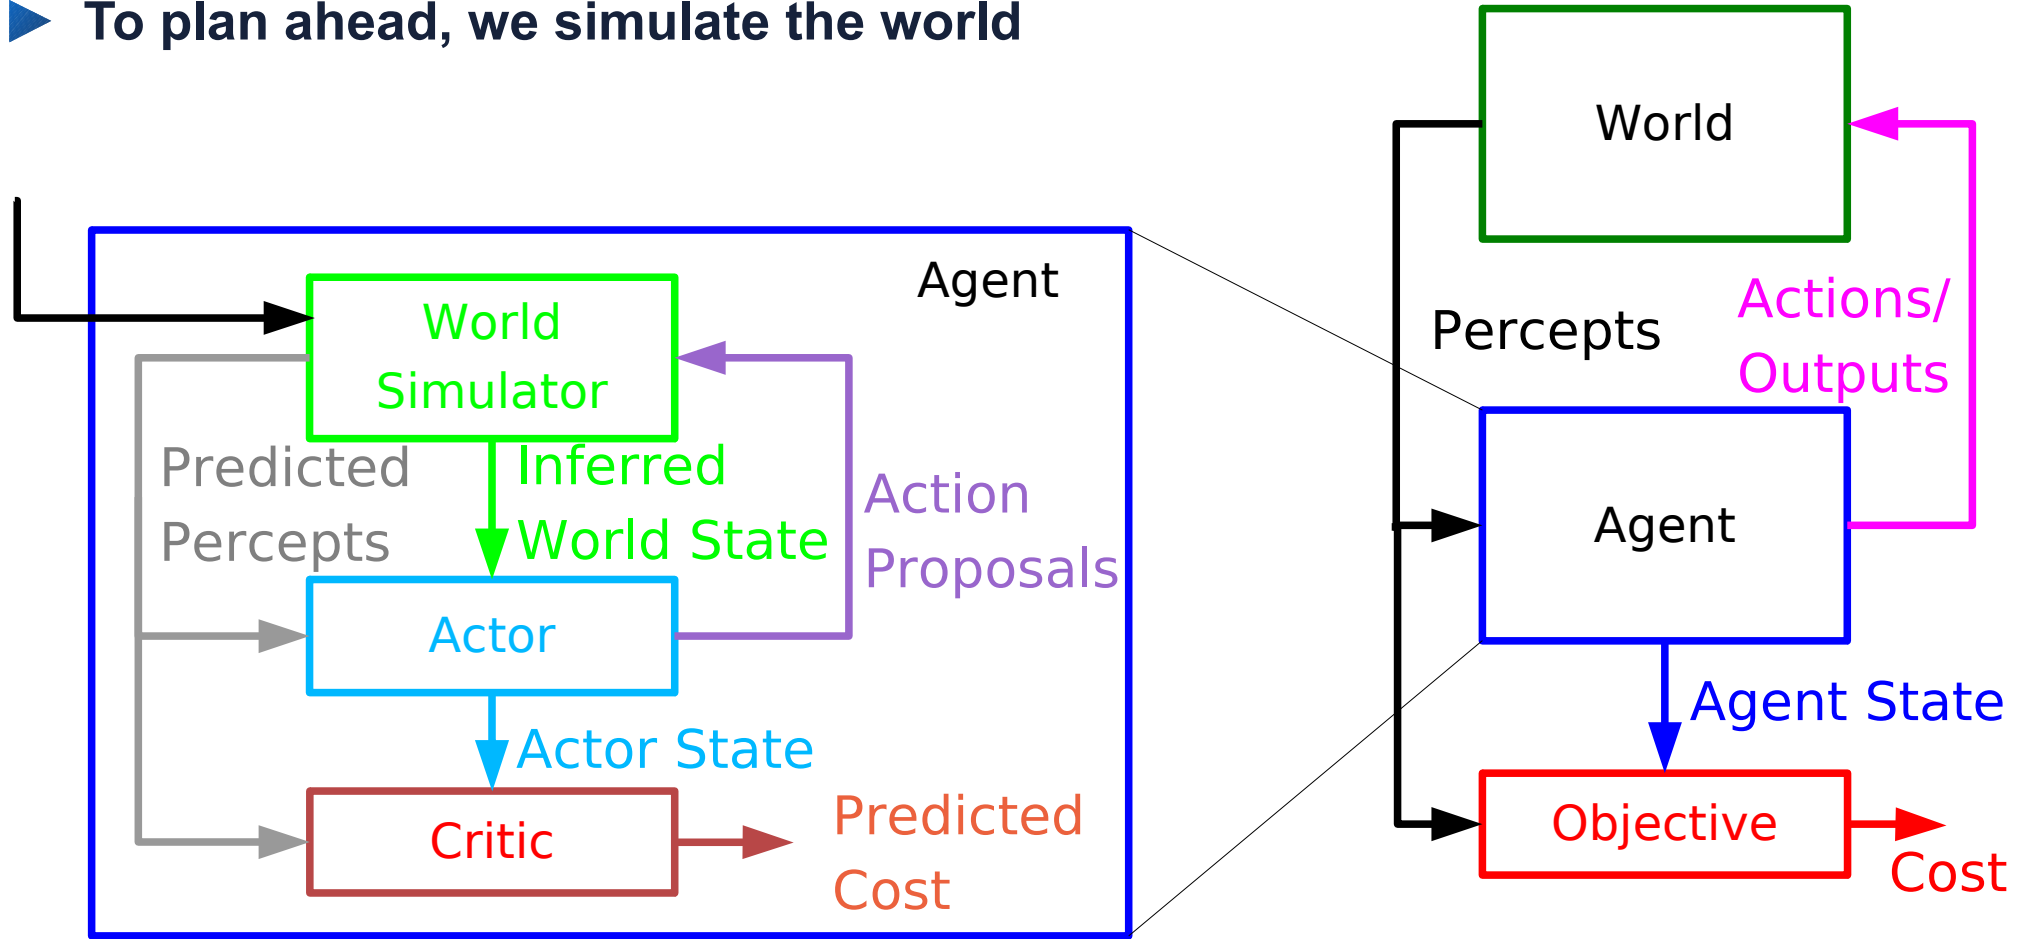 To plan ahead, we simulate the world
World
Agent
World
Simulator
Percepts
Actions/
Outputs
Predicted
Percepts
Inferred
World State
Action
Proposals
Agent
Actor
Agent State
Actor State
Critic
Predicted
Cost
Objective
Cost